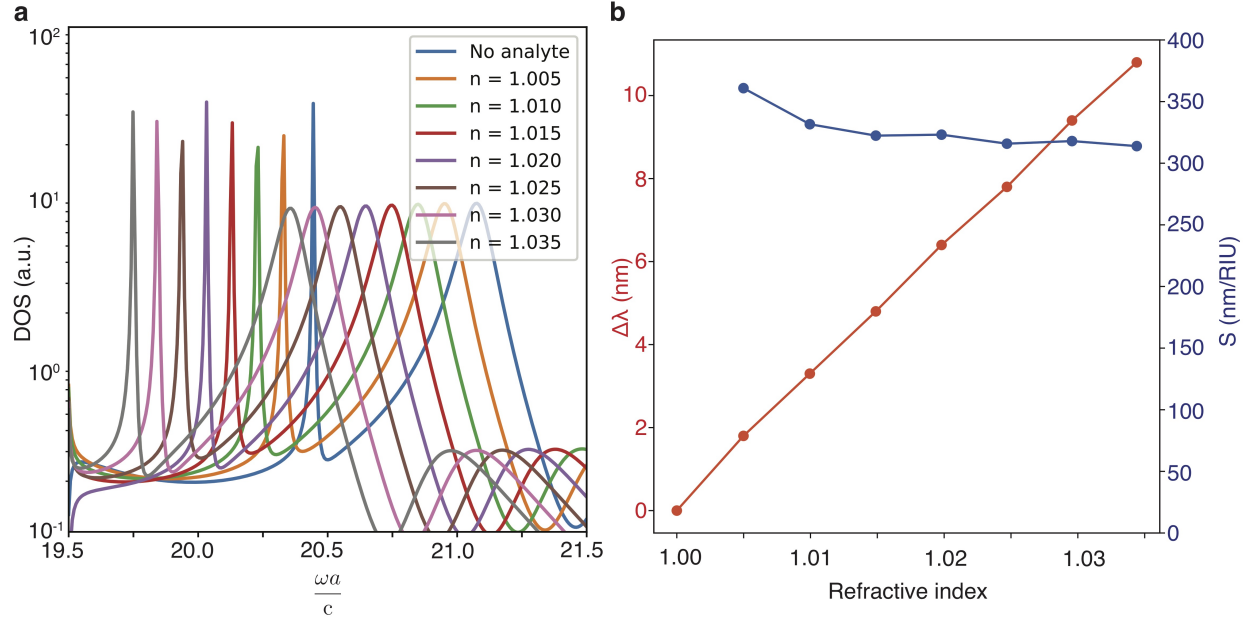 a
10²
10¹
10⁰
10⁻¹
DOS (a.u.)
No analyte
n = 1.005
n = 1.010
n = 1.015
n = 1.020
n = 1.025
n = 1.030
n = 1.035
19.5 20.0 20.5 21.0 21.5
ωa
c
b
10
8
6
4
2
0
Δλ (nm)
400
350
300
250
200
150
100
50
0
S (nm/RIU)
1.00 1.01 1.02 1.03
Refractive index